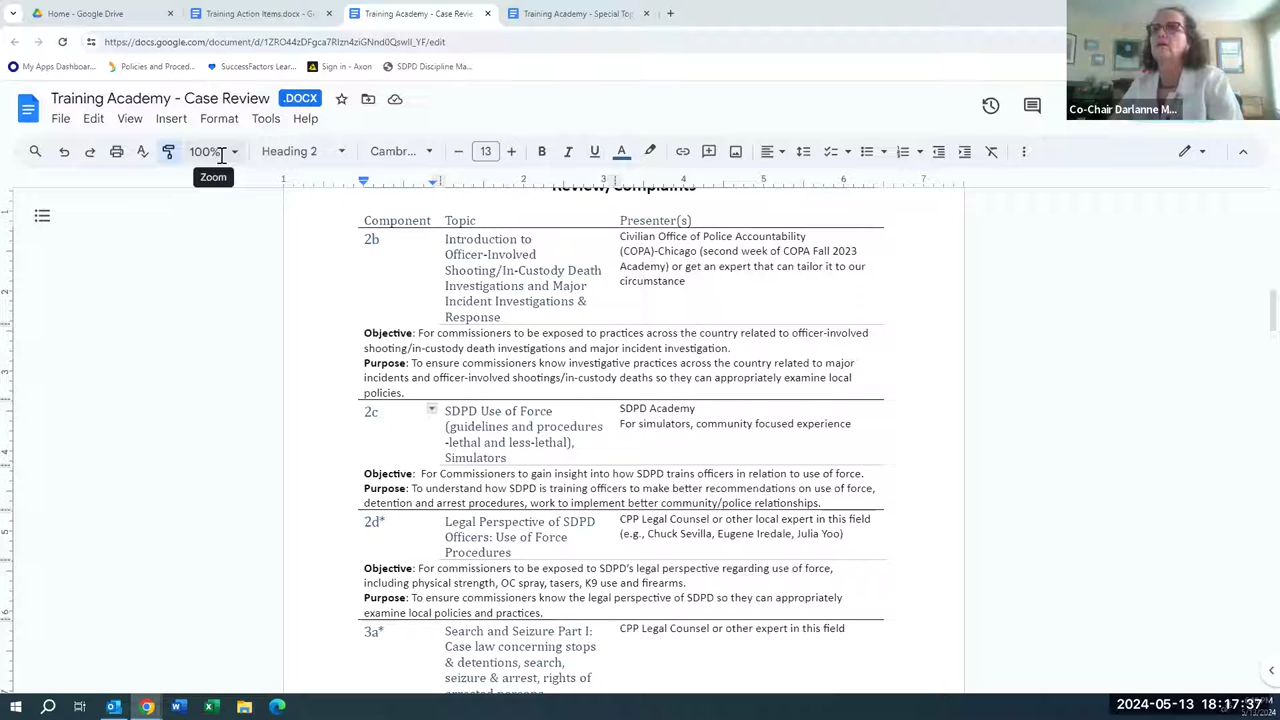 Home - Google Drive
Training Action Items.docx - G
Training Academy - Case Revie
Training Academy - Special Top
https://docs.google.com/document/d/1ZRO44zDFgca7RIzn4ziGNnd0QswIl_YF/edit
My Apps Dashboar...
Policies and Proced...
SuccessFactors Lear...
Sign in - Axon
SDPD Discipline Ma...
Co-Chair Darlanne M...
Training Academy - Case Review .DOCX
File Edit View Insert Format Tools Help
100% Heading 2 Cambr... 13 B I U A
Zoom
1 1 2 3 4 5 6 7
Review/Complaints
Component Topic Presenter(s)
2b
Introduction to
Officer-Involved
Shooting/In-Custody Death
Investigations and Major
Incident Investigations &
Response
Civilian Office of Police Accountability
(COPA)-Chicago (second week of COPA Fall 2023
Academy) or get an expert that can tailor it to our
circumstance
Objective: For commissioners to be exposed to practices across the country related to officer-involved
shooting/in-custody death investigations and major incident investigation.
Purpose: To ensure commissioners know investigative practices across the country related to major
incidents and officer-involved shootings/in-custody deaths so they can appropriately examine local
policies.
2c
SDPD Use of Force
(guidelines and procedures
-lethal and less-lethal),
Simulators
SDPD Academy
For simulators, community focused experience
Objective: For Commissioners to gain insight into how SDPD trains officers in relation to use of force.
Purpose: To understand how SDPD is training officers to make better recommendations on use of force,
detention and arrest procedures, work to implement better community/police relationships.
2d*
Legal Perspective of SDPD
Officers: Use of Force
Procedures
CPP Legal Counsel or other local expert in this field
(e.g., Chuck Sevilla, Eugene Iredale, Julia Yoo)
Objective: For commissioners to be exposed to SDPD's legal perspective regarding use of force,
including physical strength, OC spray, tasers, K9 use and firearms.
Purpose: To ensure commissioners know the legal perspective of SDPD so they can appropriately
examine local policies and practices.
3a*
Search and Seizure Part I:
Case law concerning stops
& detentions, search,
seizure & arrest, rights of
arrested persons
CPP Legal Counsel or other expert in this field
2024-05-13 18:17:37